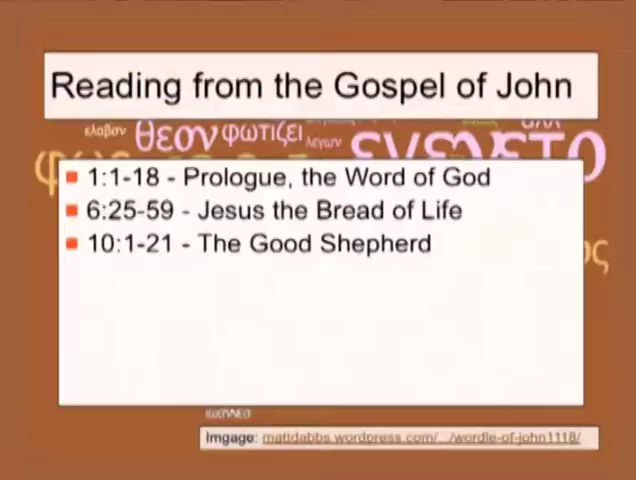 Reading from the Gospel of John
ελαβον θεον φωτιζει λεγων εγενετο
1:1-18 - Prologue, the Word of God
6:25-59 - Jesus the Bread of Life
10:1-21 - The Good Shepherd
Imgage: mattdabbs.wordpress.com/.../wordle-of-john1118/